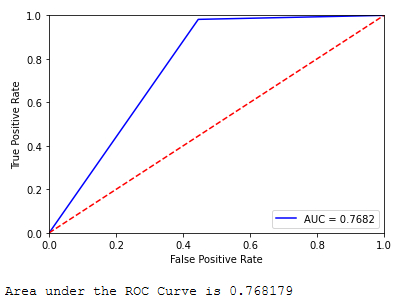 1.0
0.8
0.6
0.4
0.2
0.0
True Positive Rate
0.0 0.2 0.4 0.6 0.8 1.0
False Positive Rate
AUC = 0.7682
Area under the ROC Curve is 0.768179